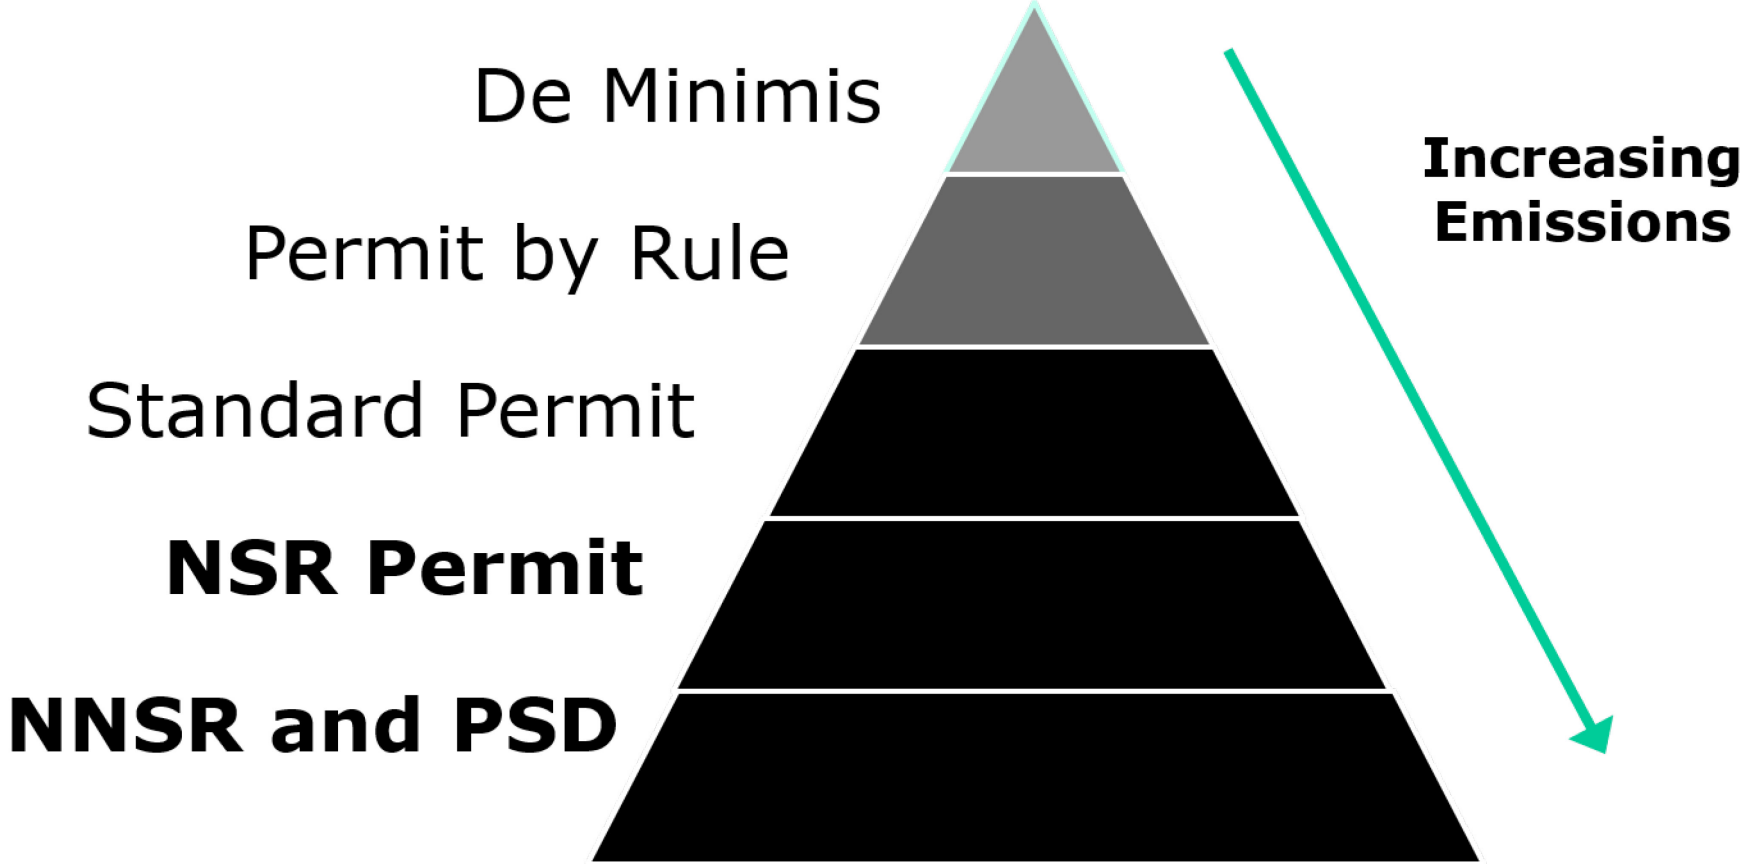 De Minimis
Increasing
Emissions
Permit by Rule
Standard Permit
NSR Permit
NNSR and PSD